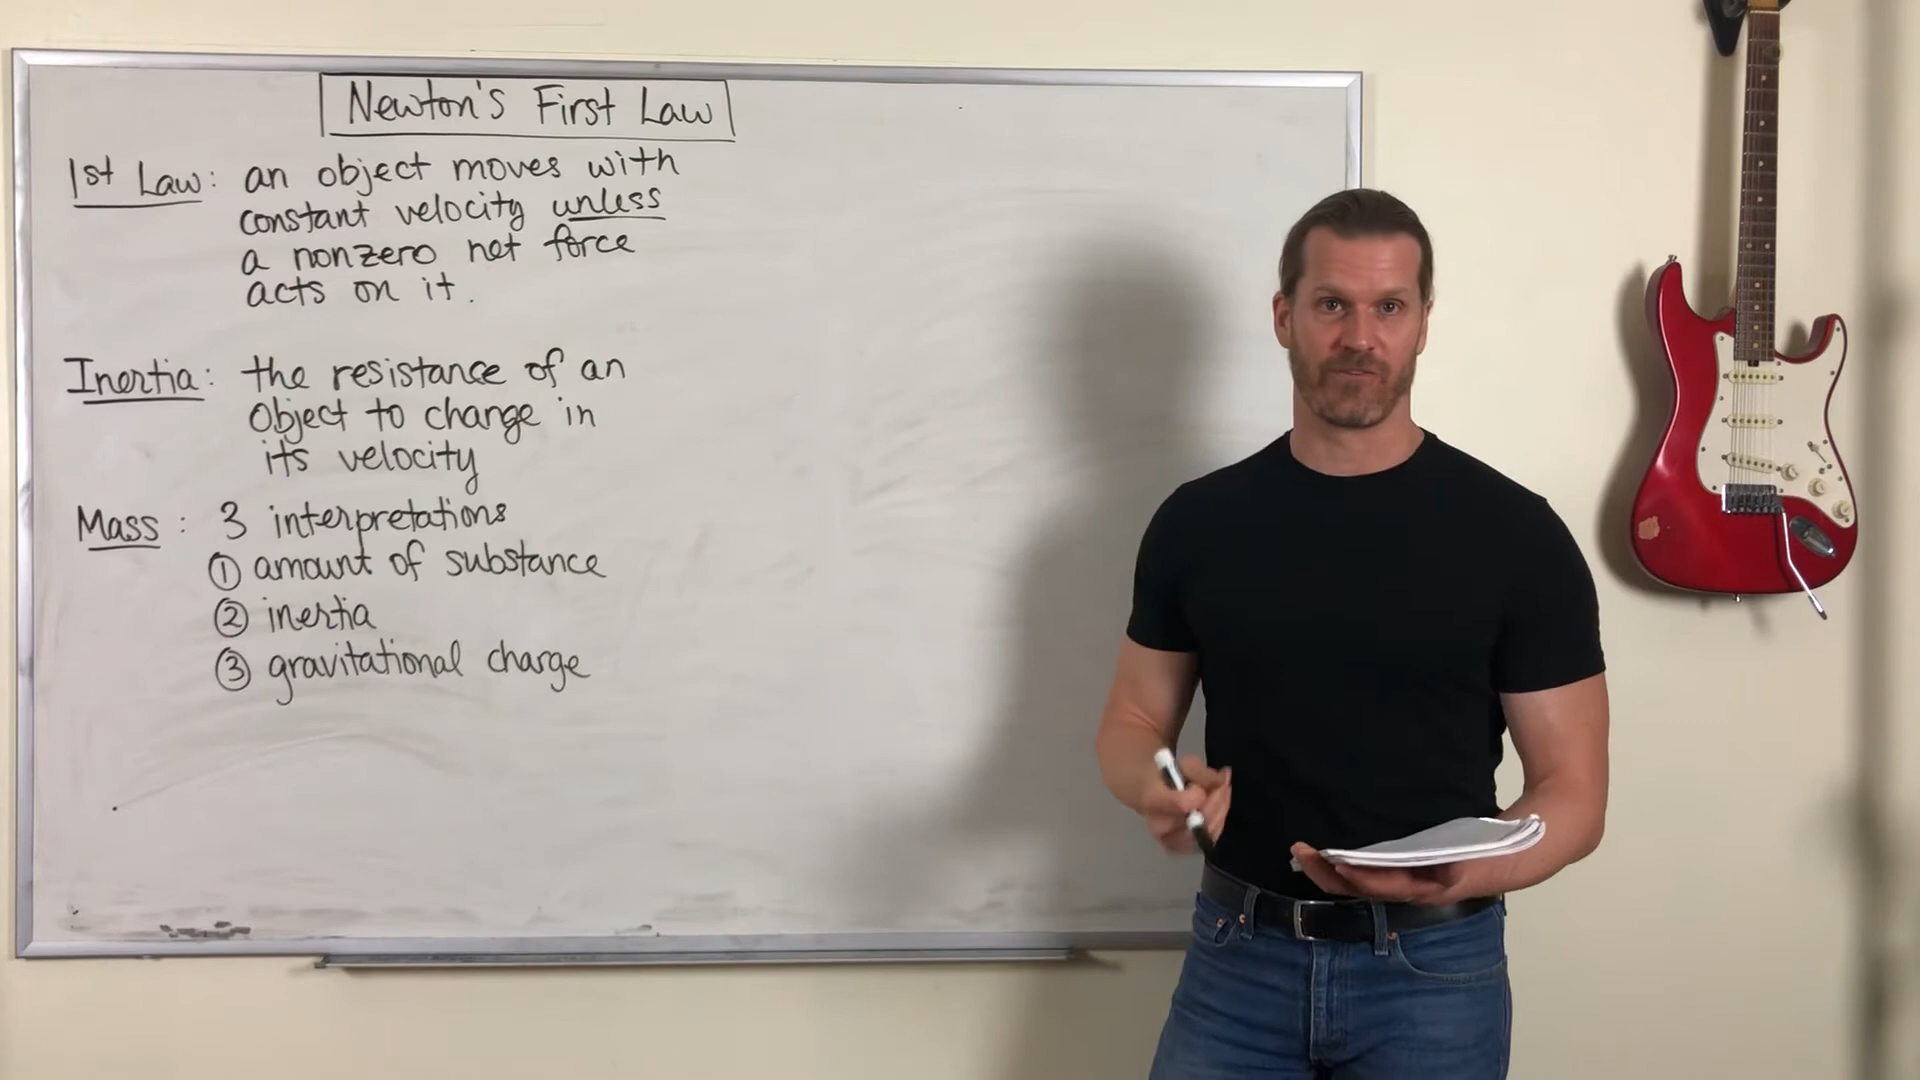 Newton's First Law
1st Law: an object moves with
constant velocity unless
a nonzero net force
acts on it.
Inertia: the resistance of an
object to change in
its velocity
Mass: 3 interpretations
① amount of substance
② inertia
③ gravitational charge